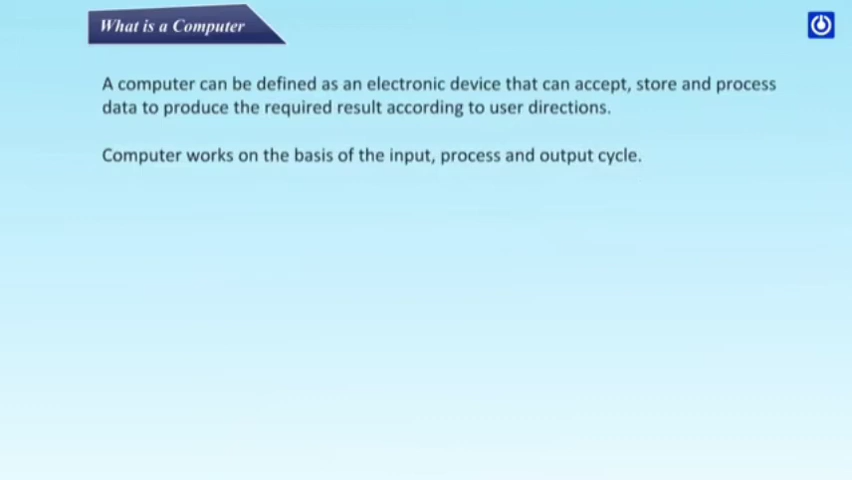 What is a Computer
A computer can be defined as an electronic device that can accept, store and process
data to produce the required result according to user directions.
Computer works on the basis of the input, process and output cycle.